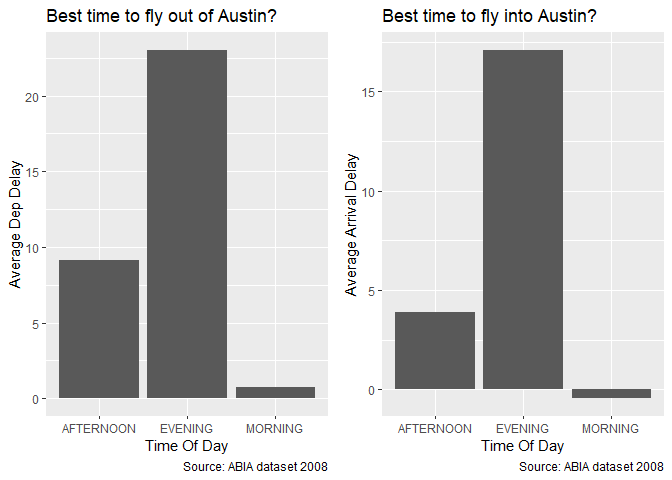 Best time to fly out of Austin?
Average Dep Delay
20
15
10
5
0
AFTERNOON EVENING MORNING
Time Of Day
Source: ABIA dataset 2008
Best time to fly into Austin?
Average Arrival Delay
15
10
5
0
AFTERNOON EVENING MORNING
Time Of Day
Source: ABIA dataset 2008